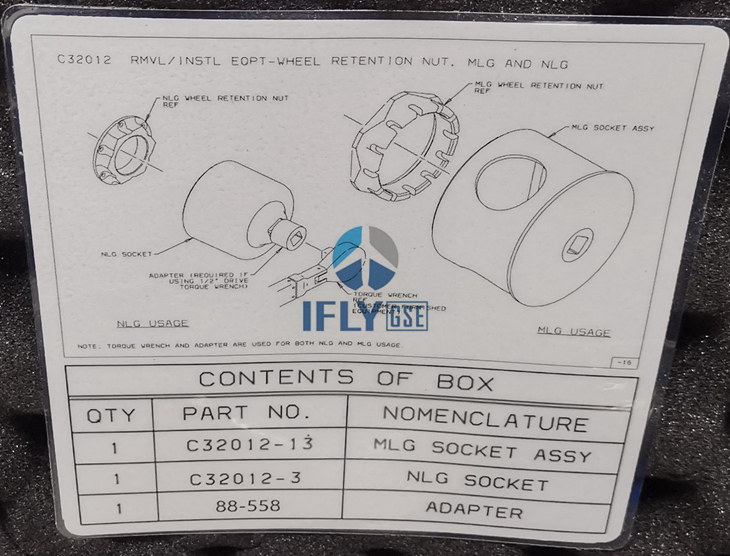 C32012 RMVL/INSTL EQPT-WHEEL RETENTION NUT, MLG AND NLG
NLG WHEEL RETENTION NUT
REF
MLG WHEEL RETENTION NUT
REF
MLG SOCKET ASSY
NLG SOCKET
ADAPTER (REQUIRED IF
USING 1/2" DRIVE
TORQUE WRENCH)
TORQUE WRENCH
REF
(CUSTOMER FURNISHED
EQUIPMENT)
IFLY GSE
NLG USAGE
MLG USAGE
NOTE: TORQUE WRENCH AND ADAPTER ARE USED FOR BOTH NLG AND MLG USAGE.
-16
CONTENTS OF BOX
QTY PART NO. NOMENCLATURE
1 C32012-13 MLG SOCKET ASSY
1 C32012-3 NLG SOCKET
1 88-558 ADAPTER